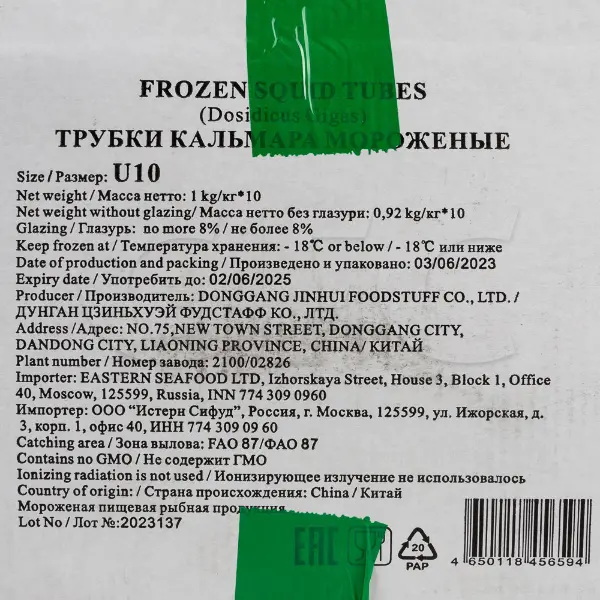 FROZEN SQUID TUBES
(Dosidicus gigas)
ТРУБКИ КАЛЬМАРА МОРОЖЕНЫЕ
Size / Размер: U10
Net weight / Масса нетто: 1 kg/кг*10
Net weight without glazing/ Масса нетто без глазури: 0,92 kg/кг*10
Glazing / Глазурь: no more 8% / не более 8%
Keep frozen at / Температура хранения: - 18℃ or below / - 18℃ или ниже
Date of production and packing / Произведено и упаковано: 03/06/2023
Expiry date / Употребить до: 02/06/2025
Producer / Производитель: DONGGANG JINHUI FOODSTUFF CO., LTD. /
ДУНГАН ЦЗИНЬХУЭЙ ФУДСТАФФ КО., ЛТД.
Address /Адрес: NO.75,NEW TOWN STREET, DONGGANG CITY,
DANDONG CITY, LIAONING PROVINCE, CHINA/ КИТАЙ
Plant number / Номер завода: 2100/02826
Importer: EASTERN SEAFOOD LTD, Izhorskaya Street, House 3, Block 1, Office
40, Moscow, 125599, Russia, INN 774 309 0960
Импортер: ООО “Истерн Сифуд”, Россия, г. Москва, 125599, ул. Ижорская, д.
3, корп. 1, офис 40, ИНН 774 309 09 60
Catching area / Зона вылова: FAO 87/ФАО 87
Contains no GMO / Не содержит ГМО
Ionizing radiation is not used / Ионизирующее излучение не использовалось
Country of origin: / Страна происхождения: China / Китай
Мороженая пищевая рыбная продукция
Lot No / Лот №:2023137
EAC
20
PAP
4 650118 456594